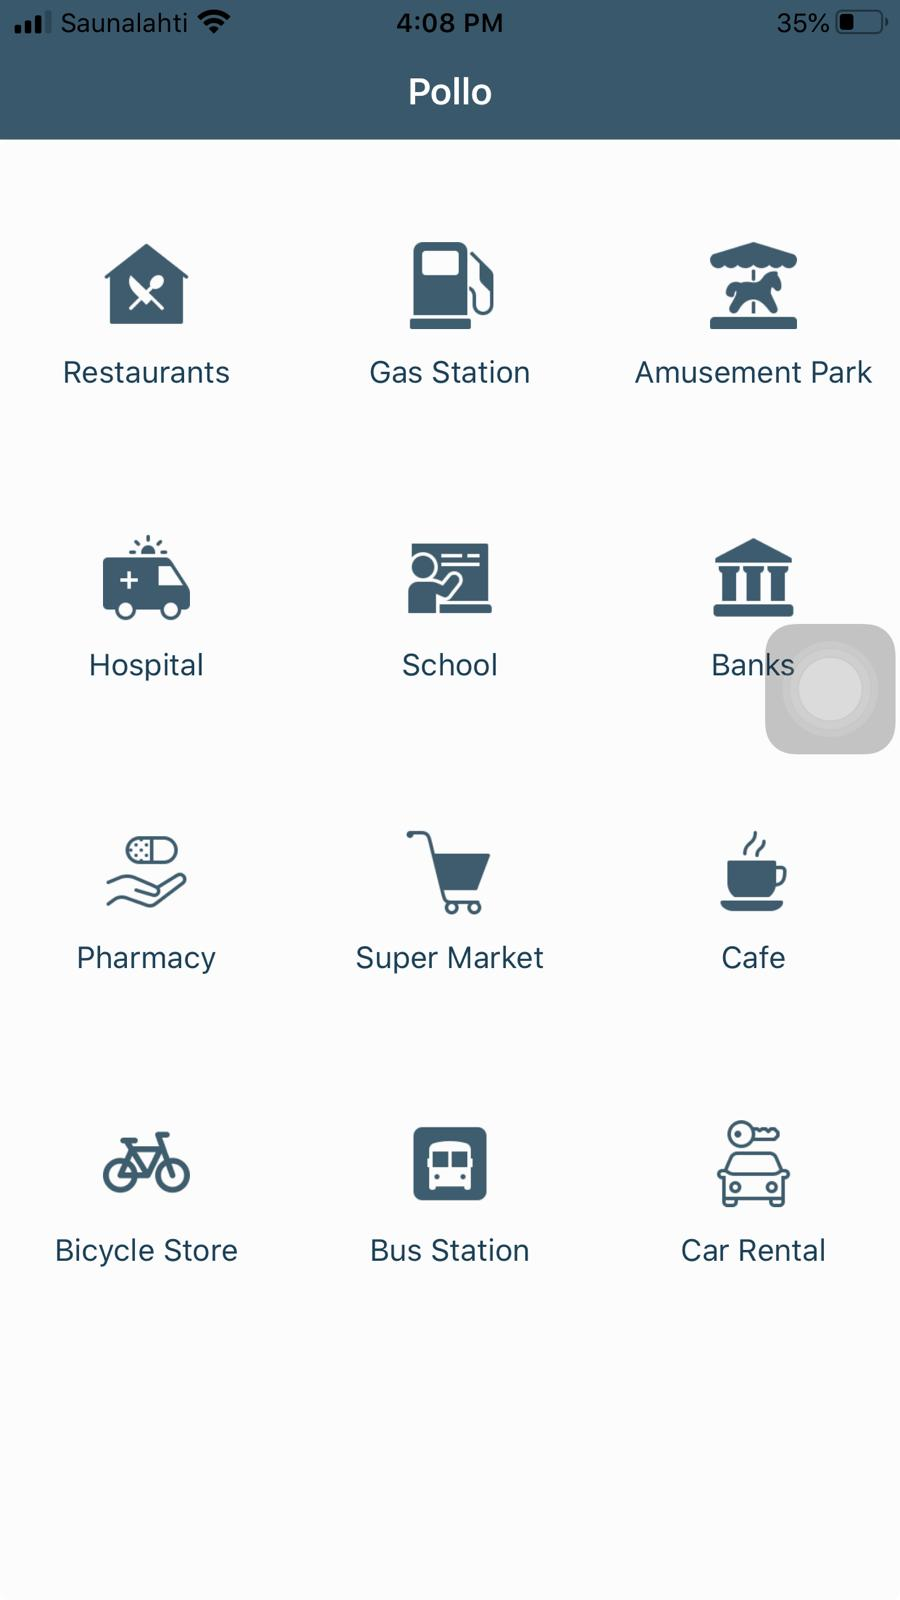 Saunalahti 4:08 PM 35%
Pollo
Restaurants Gas Station Amusement Park
Hospital School Banks
Pharmacy Super Market Cafe
Bicycle Store Bus Station Car Rental